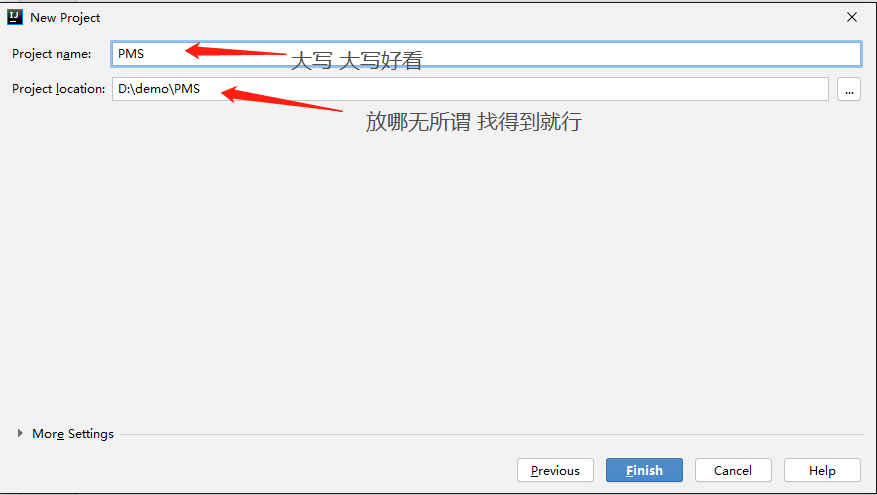 New Project
Project name: PMS
大写 大写好看
Project location: D:\demo\PMS ...
放哪无所谓 找得到就行
More Settings
Previous Finish Cancel Help